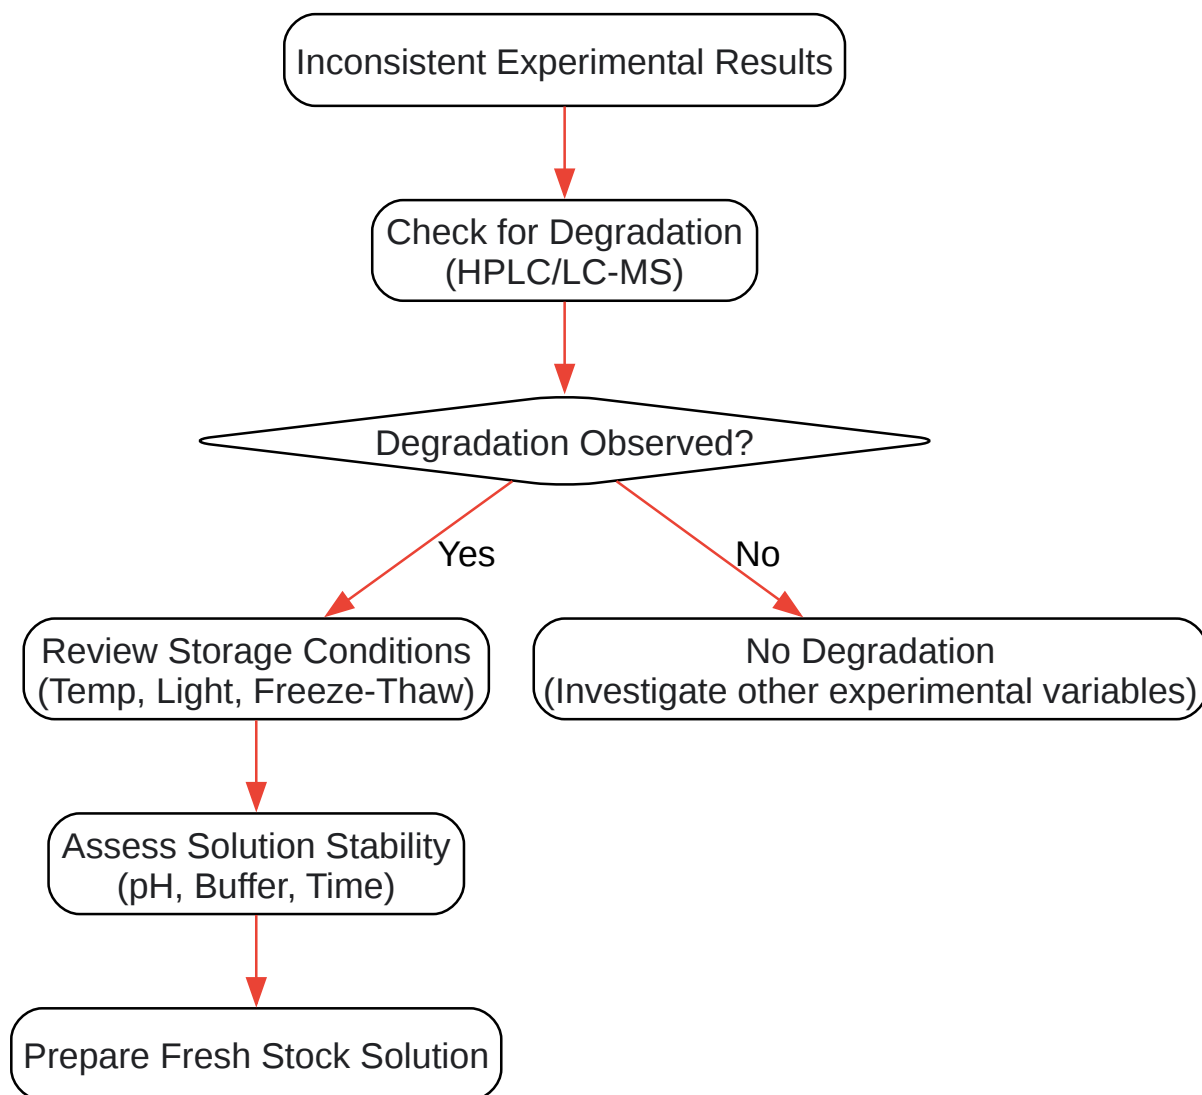 Inconsistent Experimental Results
Check for Degradation
(HPLC/LC-MS)
Degradation Observed?
Yes
No
Review Storage Conditions
(Temp, Light, Freeze-Thaw)
No Degradation
(Investigate other experimental variables)
Assess Solution Stability
(pH, Buffer, Time)
Prepare Fresh Stock Solution